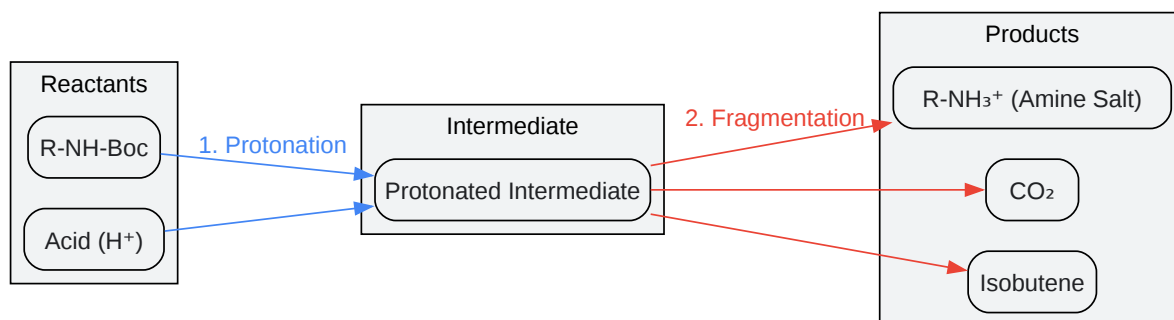 Reactants
R-NH-Boc
Acid (H⁺)
1. Protonation
Intermediate
Protonated Intermediate
2. Fragmentation
Products
R-NH₃⁺ (Amine Salt)
CO₂
Isobutene